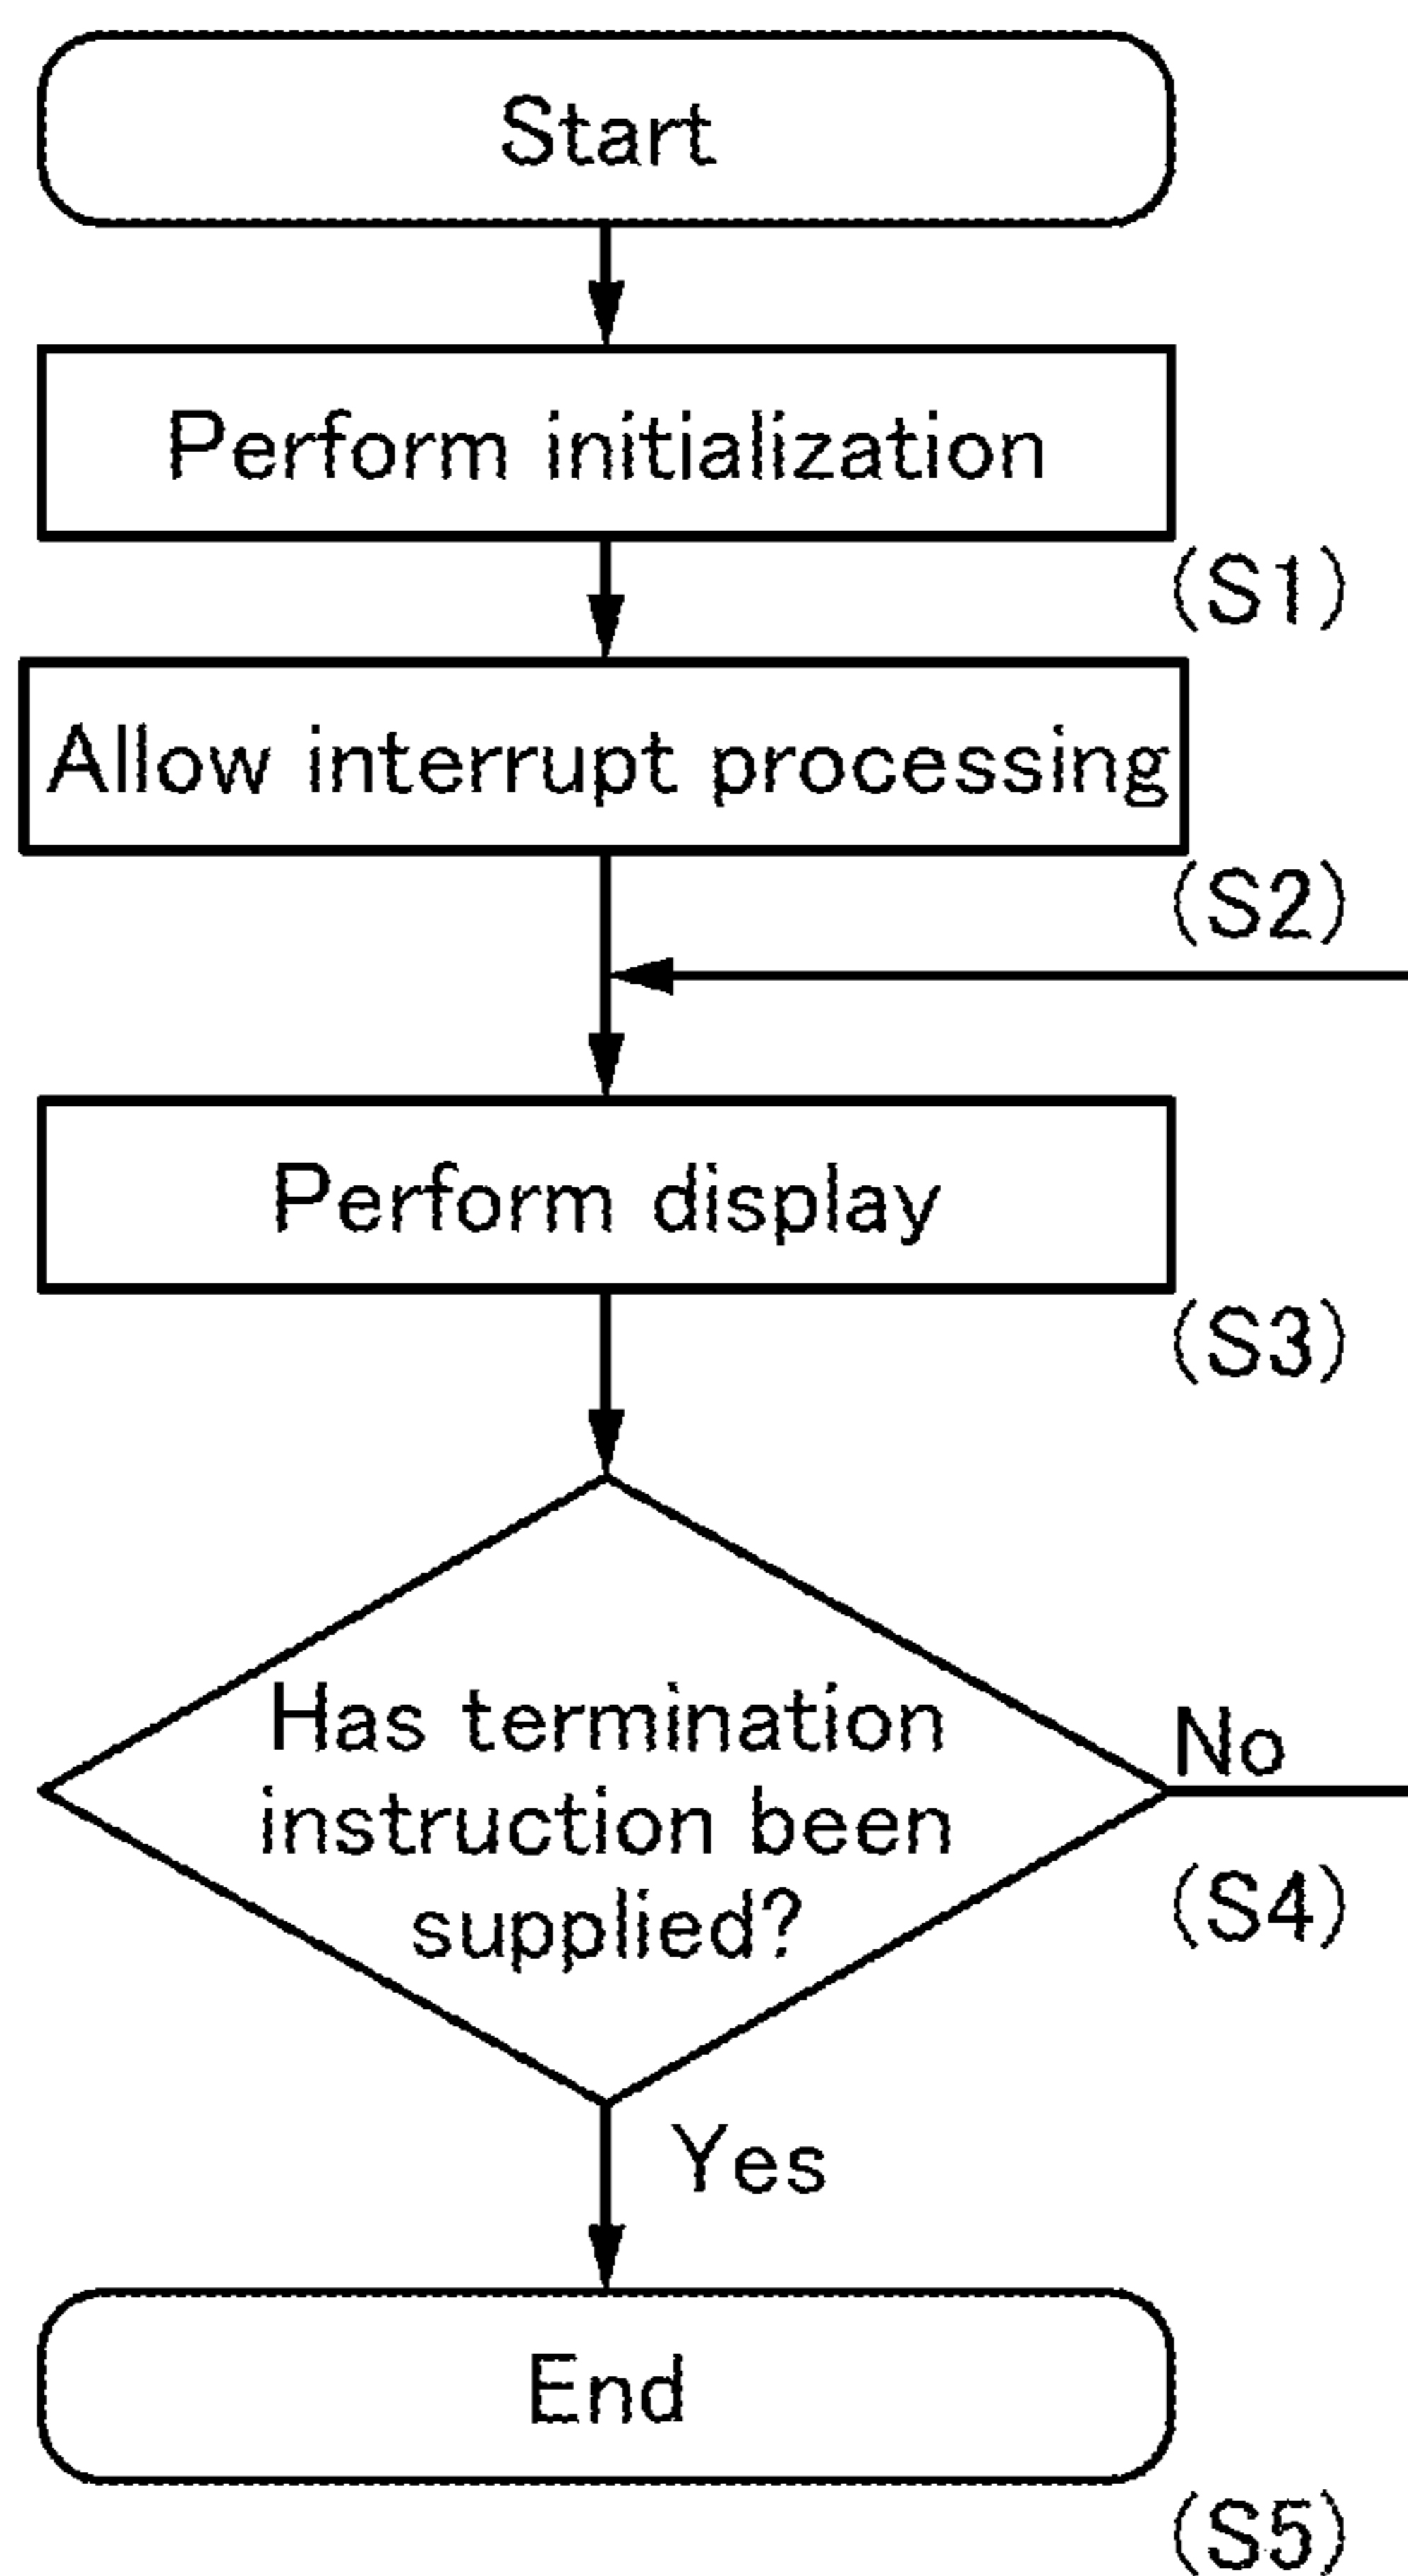 Start
Perform initialization
(S1)
Allow interrupt processing
(S2)
Perform display
(S3)
Has termination
instruction been
supplied?
No
(S4)
Yes
End
(S5)